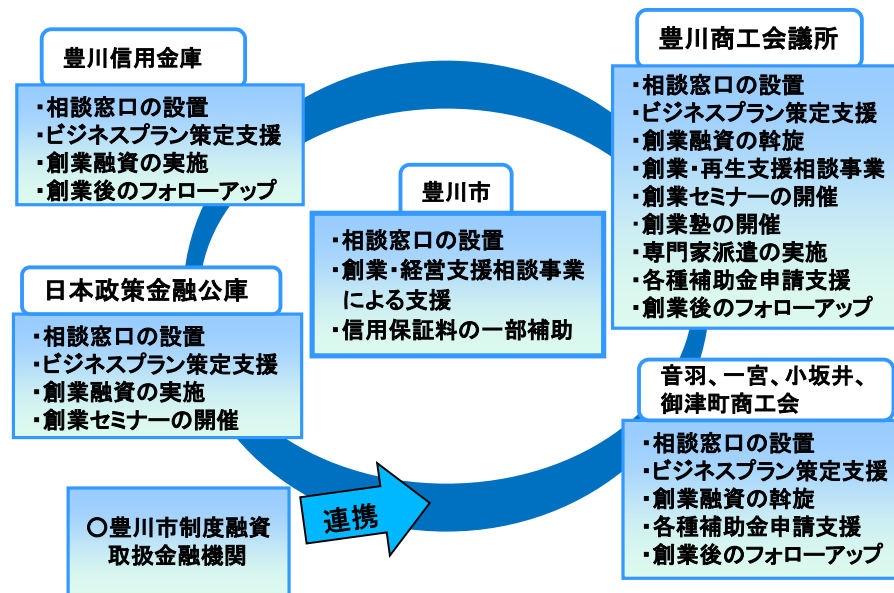 豊川信用金庫
・相談窓口の設置
・ビジネスプラン策定支援
・創業融資の実施
・創業後のフォローアップ
豊川商工会議所
・相談窓口の設置
・ビジネスプラン策定支援
・創業融資の斡旋
・創業・再生支援相談事業
・創業セミナーの開催
・創業塾の開催
・専門家派遣の実施
・各種補助金申請支援
・創業後のフォローアップ
豊川市
・相談窓口の設置
・創業・経営支援相談事業
による支援
・信用保証料の一部補助
日本政策金融公庫
・相談窓口の設置
・ビジネスプラン策定支援
・創業融資の実施
・創業セミナーの開催
音羽、一宮、小坂井、
御津町商工会
・相談窓口の設置
・ビジネスプラン策定支援
・創業融資の斡旋
・各種補助金申請支援
・創業後のフォローアップ
〇豊川市制度融資
取扱金融機関
連携